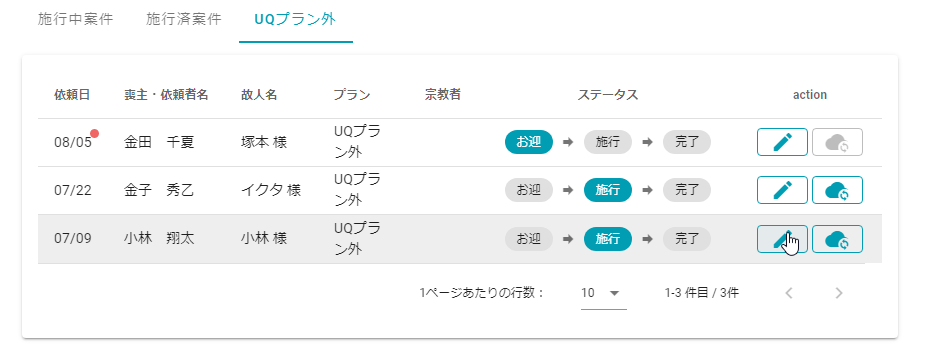 施行中案件 施行済案件 UQプラン外
依頼日 喪主・依頼者名 故人名 プラン 宗教者 ステータス action
08/05 金田 千夏 塚本 様 UQプラン外 お迎 施行 完了
07/22 金子 秀乙 イクタ 様 UQプラン外 お迎 施行 完了
07/09 小林 翔太 小林 様 UQプラン外 お迎 施行 完了
1ページあたりの行数： 10 1-3 件目 / 3件